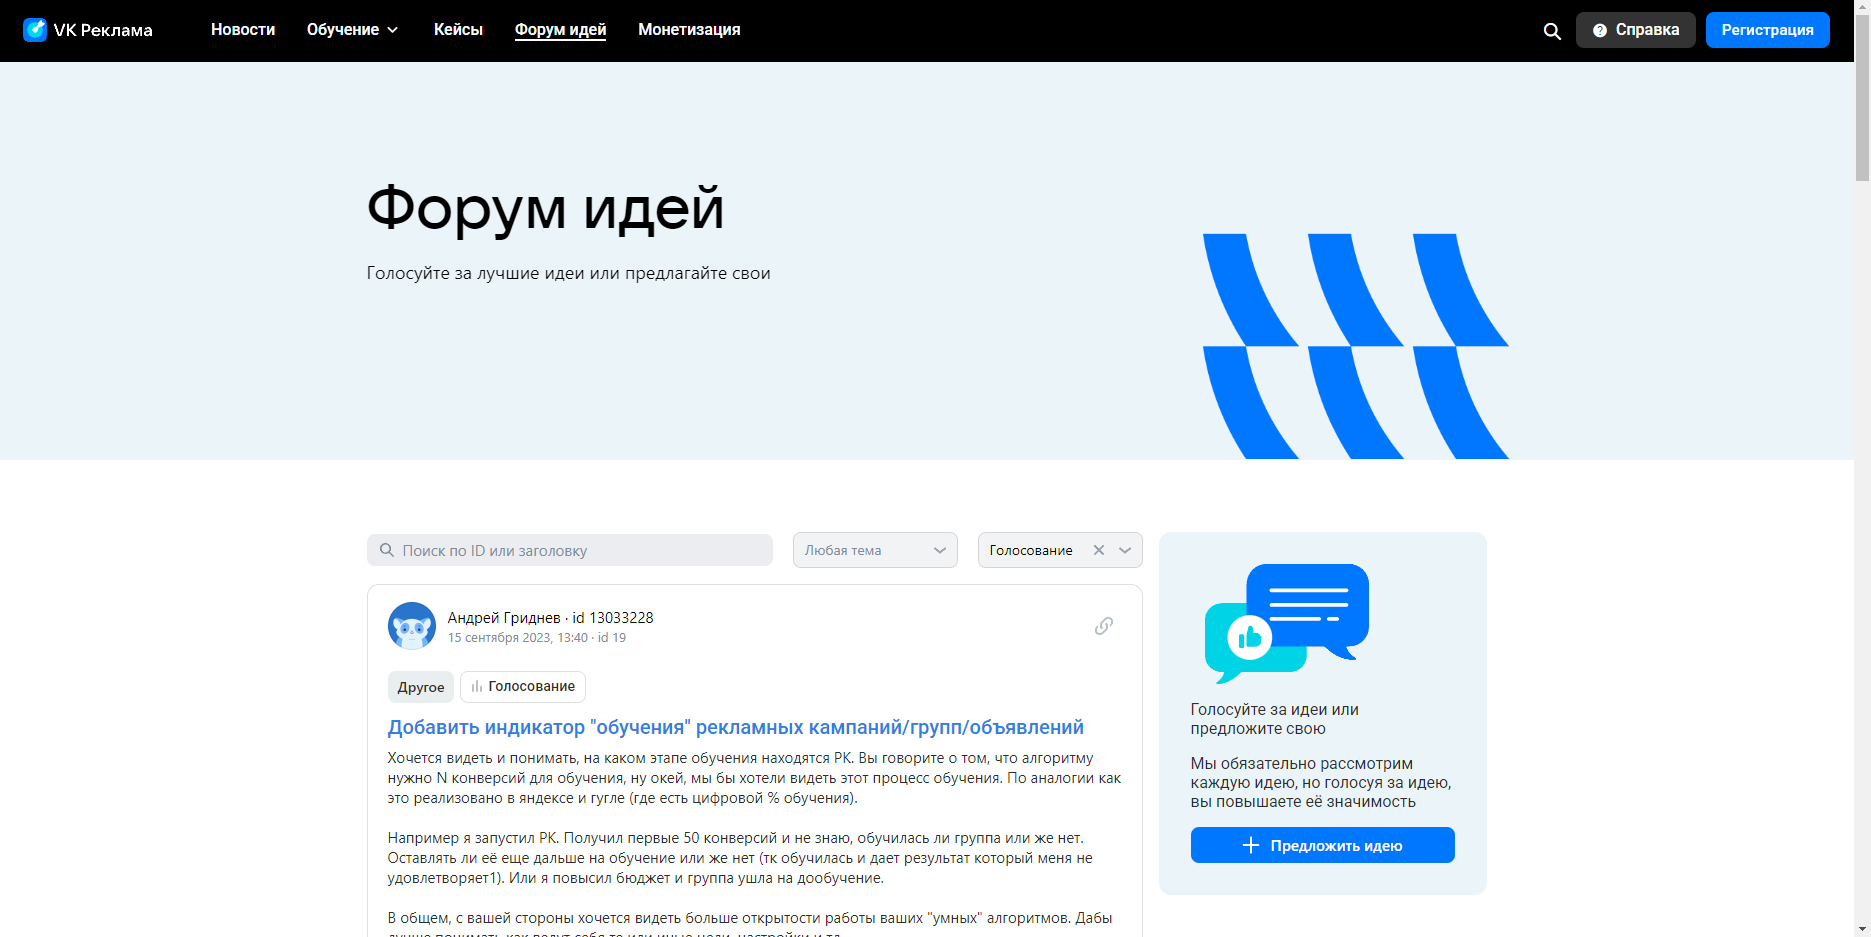 VK Реклама
Новости
Обучение
Кейсы
Форум идей
Монетизация
Справка
Регистрация
Форум идей
Голосуйте за лучшие идеи или предлагайте свои
Поиск по ID или заголовку
Любая тема
Голосование
Андрей Гриднев · id 13033228
15 сентября 2023, 13:40 · id 19
Другое
Голосование
Добавить индикатор "обучения" рекламных кампаний/групп/объявлений
Хочется видеть и понимать, на каком этапе обучения находятся РК. Вы говорите о том, что алгоритму
нужно N конверсий для обучения, ну окей, мы бы хотели видеть этот процесс обучения. По аналогии как
это реализовано в яндексе и гугле (где есть цифровой % обучения).
Например я запустил РК. Получил первые 50 конверсий и не знаю, обучилась ли группа или же нет.
Оставлять ли её еще дальше на обучение или же нет (тк обучилась и дает результат который меня не
удовлетворяет1). Или я повысил бюджет и группа ушла на дообучение.
В общем, с вашей стороны хочется видеть больше открытости работы ваших "умных" алгоритмов. Дабы
Голосуйте за идеи или
предложите свою
Мы обязательно рассмотрим
каждую идею, но голосуя за идею,
вы повышаете её значимость
Предложить идею